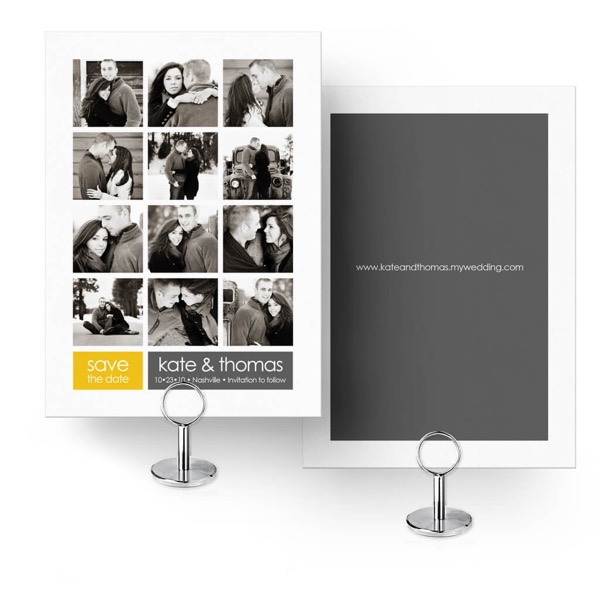 save
the date
kate & thomas
10•23•10 • Nashville • Invitation to follow
www.kateandthomas.mywedding.com